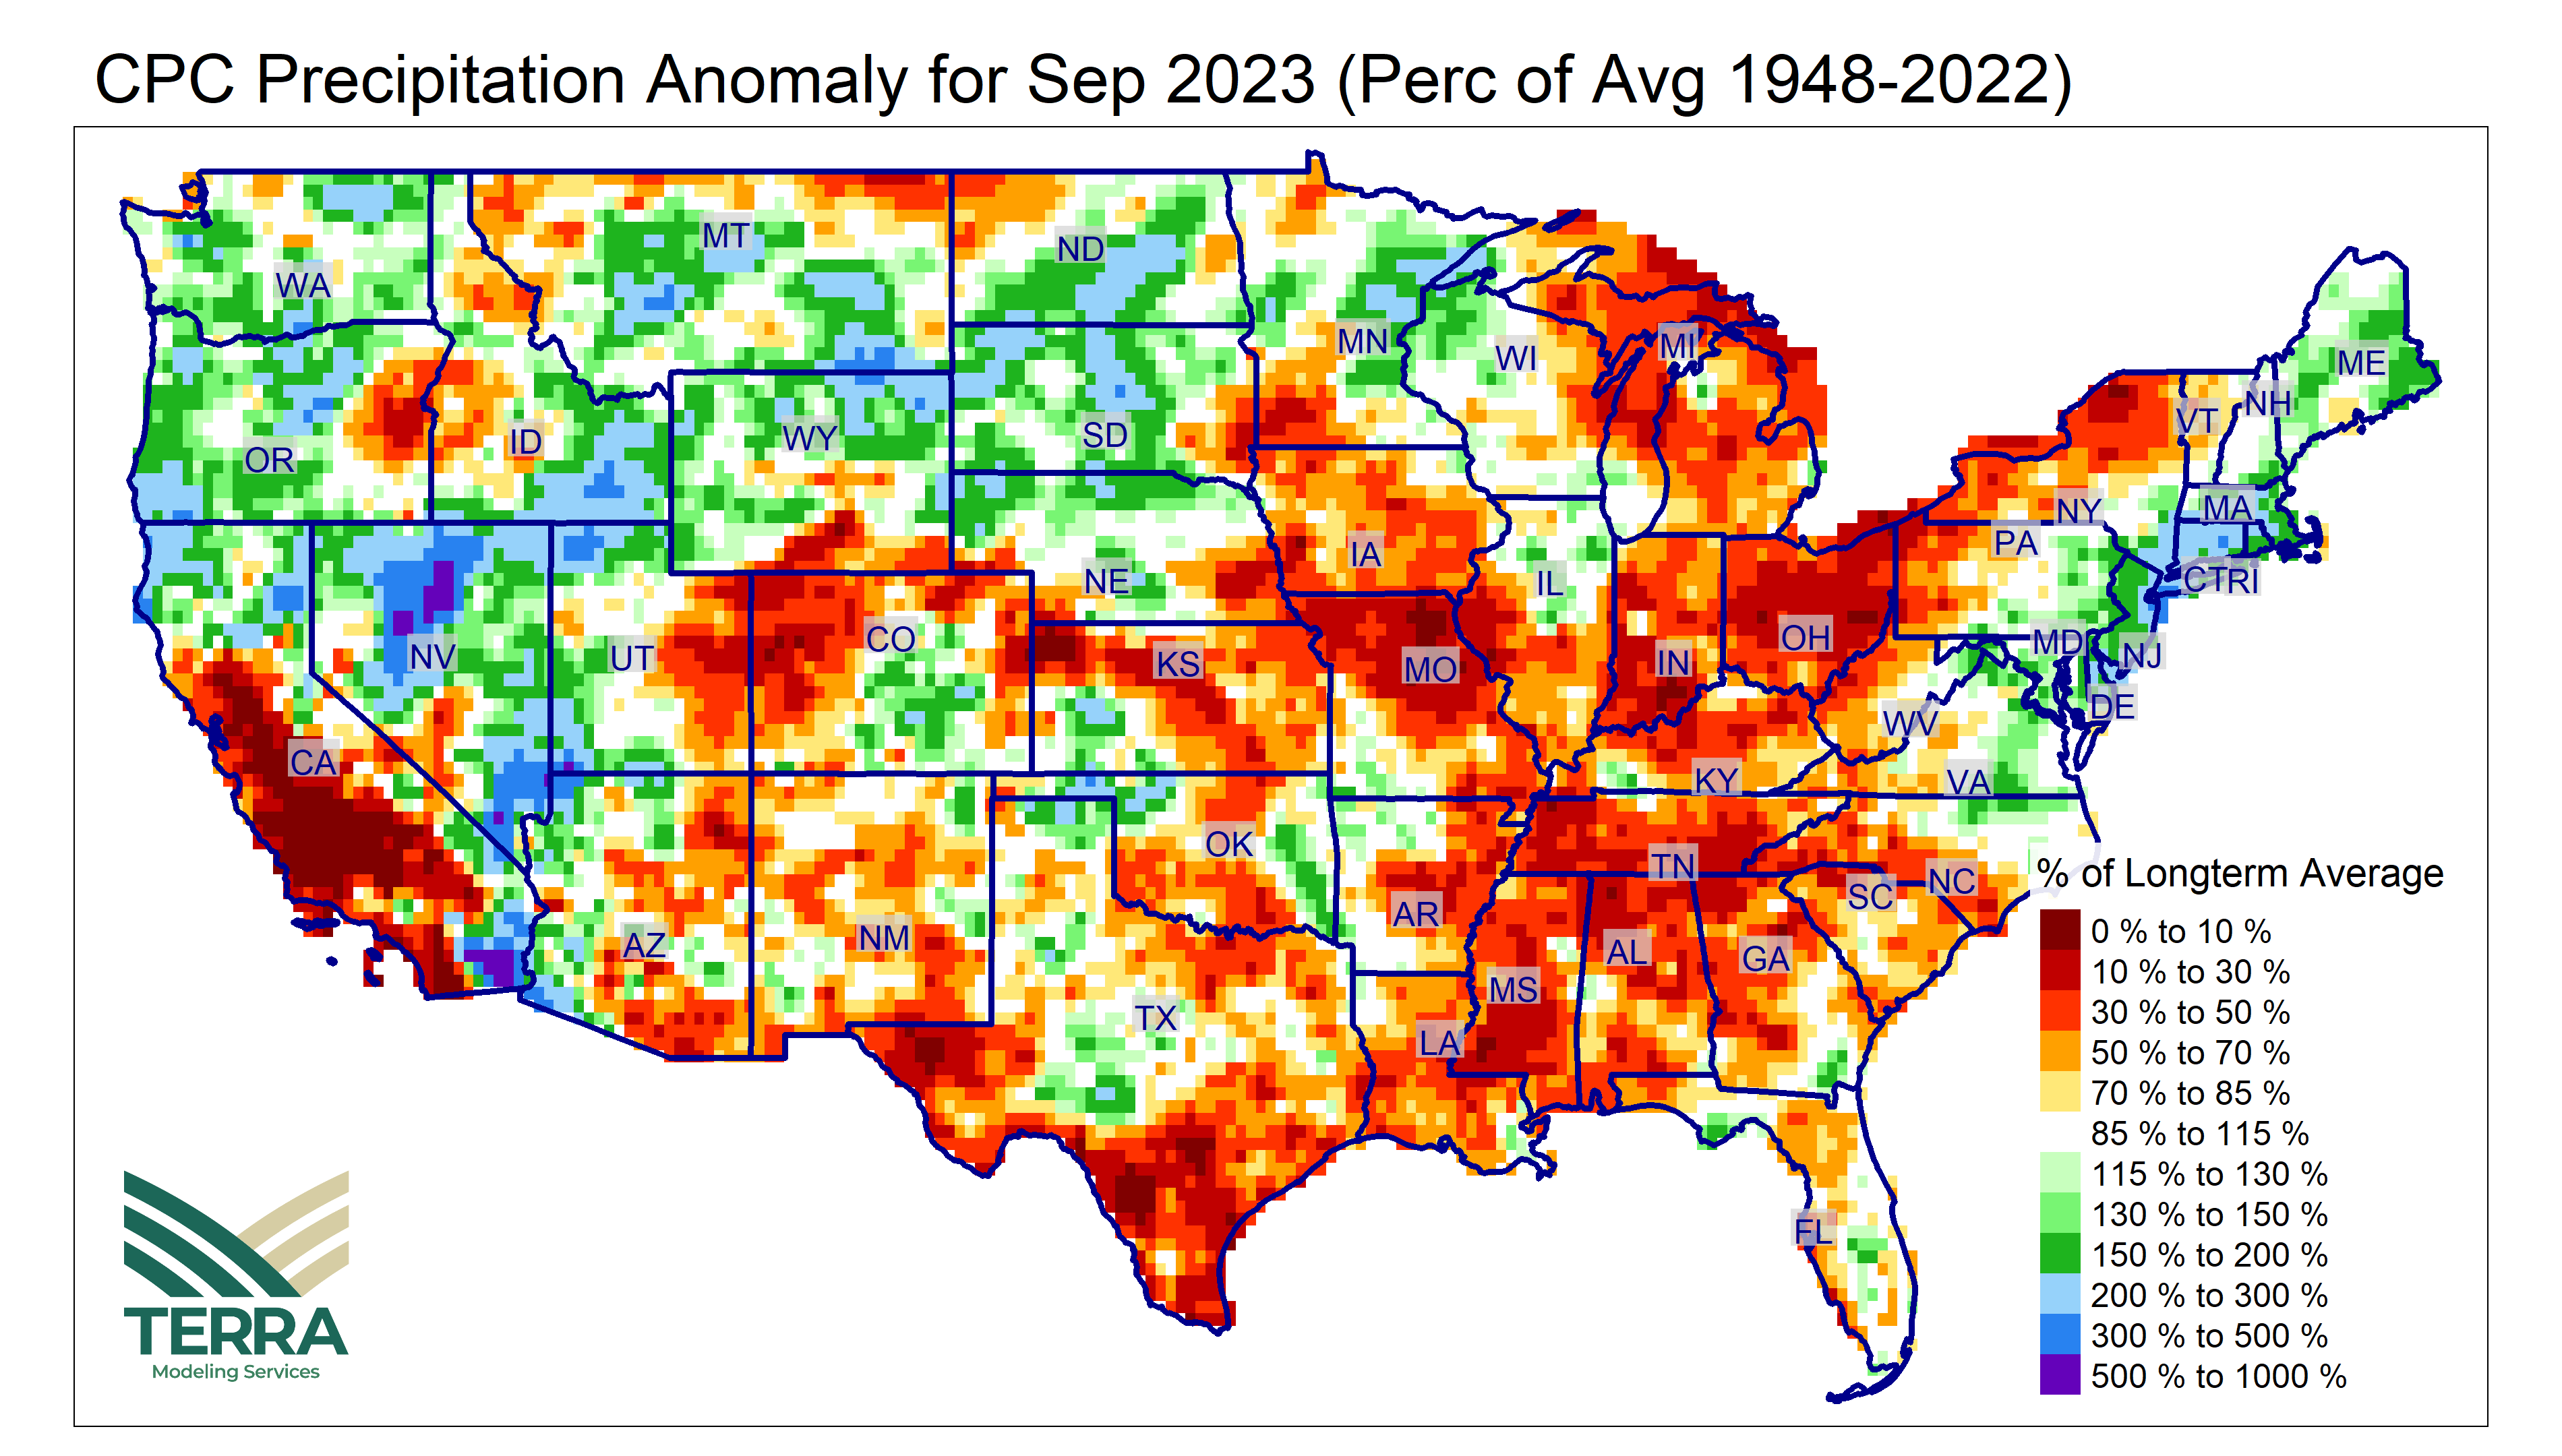 CPC Precipitation Anomaly for Sep 2023 (Perc of Avg 1948-2022)
WA
MT
ND
MN
WI
MI
ME
VT
NH
OR
ID
WY
SD
NY
MA
PA
CTRI
IA
NE
IL
NV
UT
CO
KS
MO
IN
OH
MD
NJ
DE
WV
CA
KY
VA
OK
TN
SC
NC
AZ
NM
AR
AL
GA
MS
TX
LA
FL
% of Longterm Average
0 % to 10 %
10 % to 30 %
30 % to 50 %
50 % to 70 %
70 % to 85 %
85 % to 115 %
115 % to 130 %
130 % to 150 %
150 % to 200 %
200 % to 300 %
300 % to 500 %
500 % to 1000 %
TERRA
Modeling Services